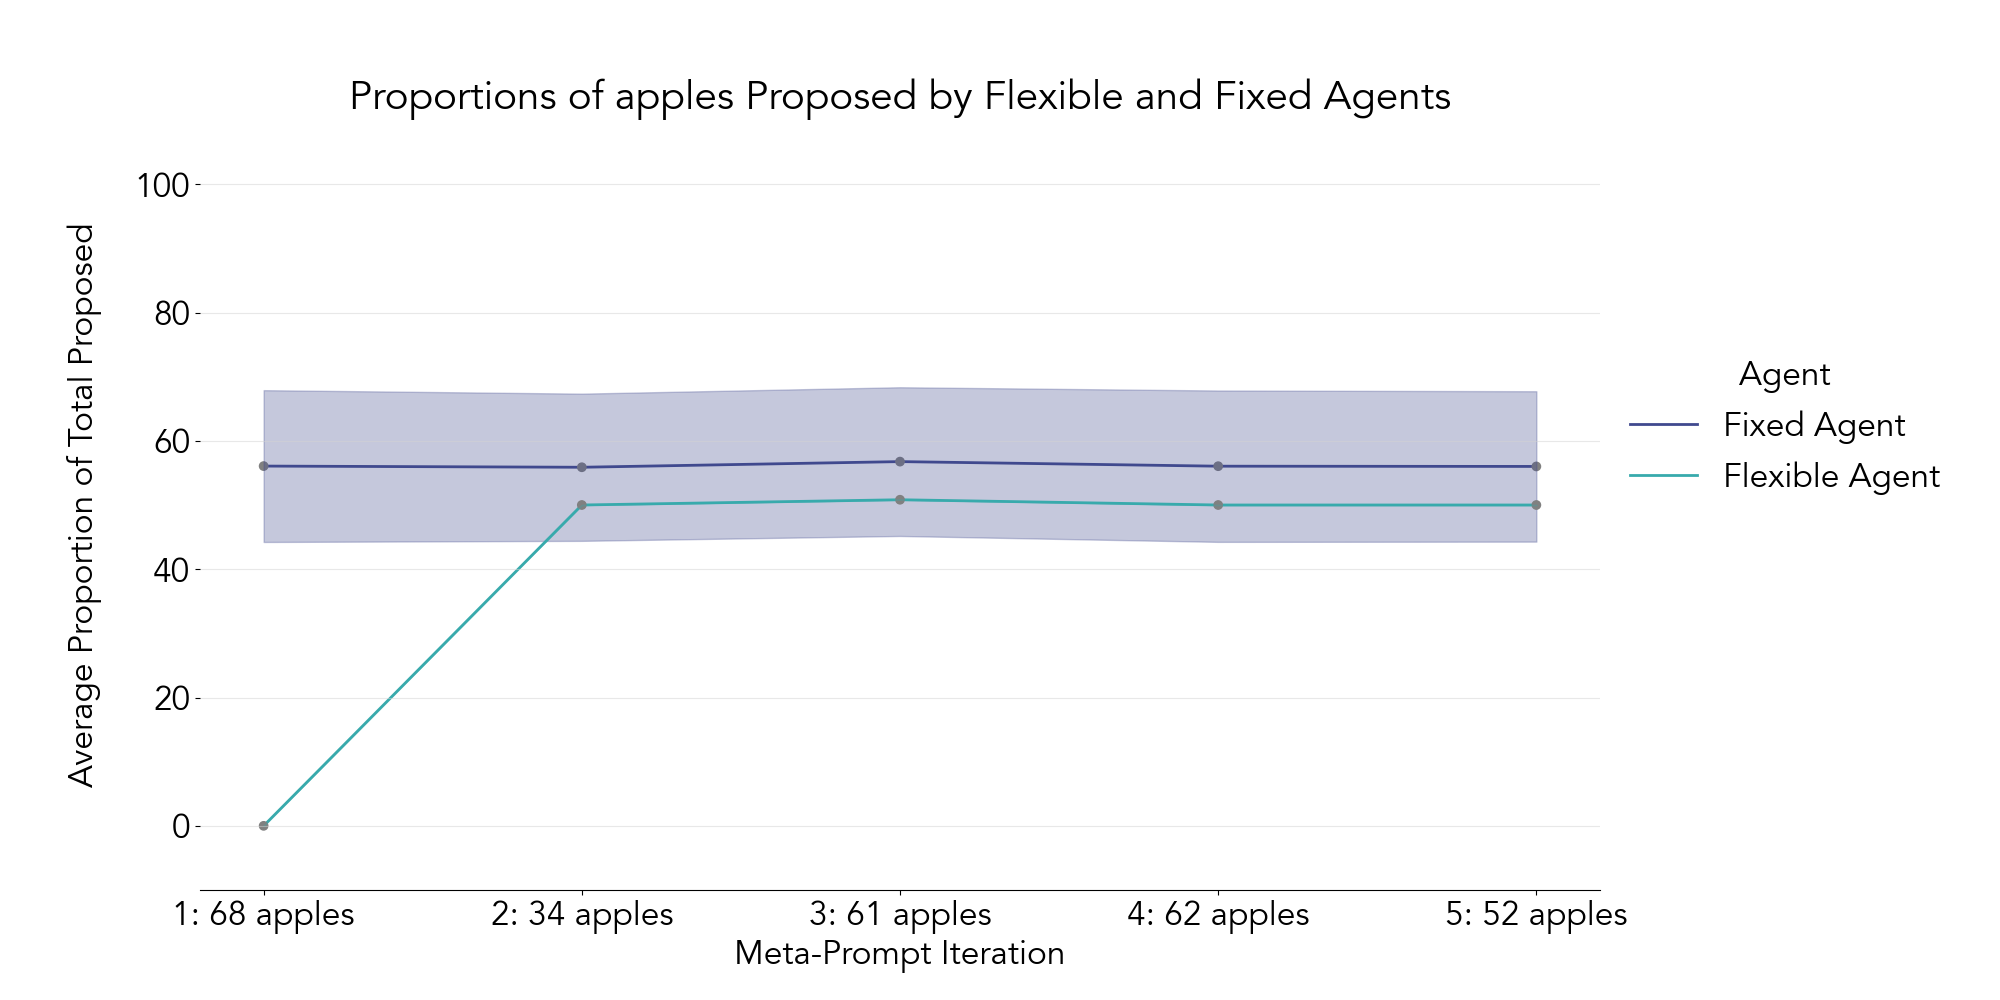 Proportions of apples Proposed by Flexible and Fixed Agents
Average Proportion of Total Proposed
100
80
60
40
20
0
1: 68 apples
2: 34 apples
3: 61 apples
4: 62 apples
5: 52 apples
Meta-Prompt Iteration
Agent
Fixed Agent
Flexible Agent